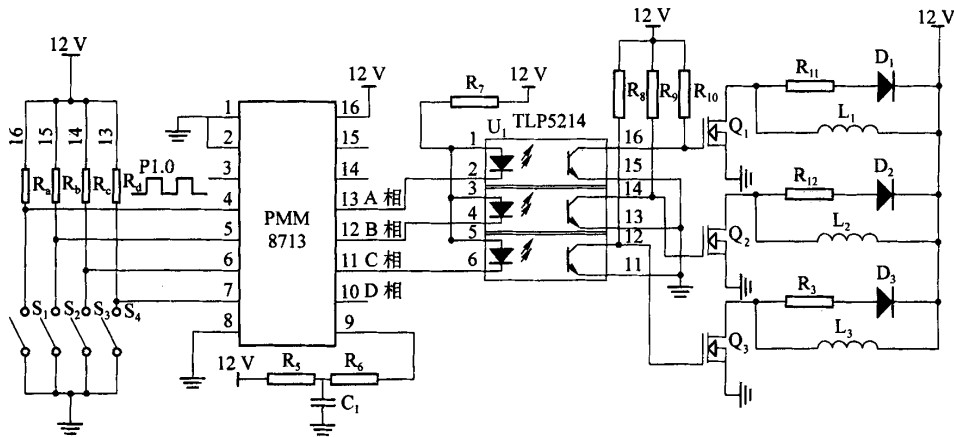 12 V
16
15
14
13
Ra
Rb
Rc
Rd
P1.0
S1
S2
S3
S4
1
2
3
4
5
6
7
8
PMM
8713
12 V
16
15
14
13 A 相
12 B 相
11 C 相
10 D 相
9
12 V
R5
R6
C1
R7
12 V
U1
TLP5214
1
2
3
4
5
6
16
15
14
13
12
11
12 V
R8
R9
R10
Q1
Q2
Q3
R11
D1
L1
R12
D2
L2
R3
D3
L3
12 V